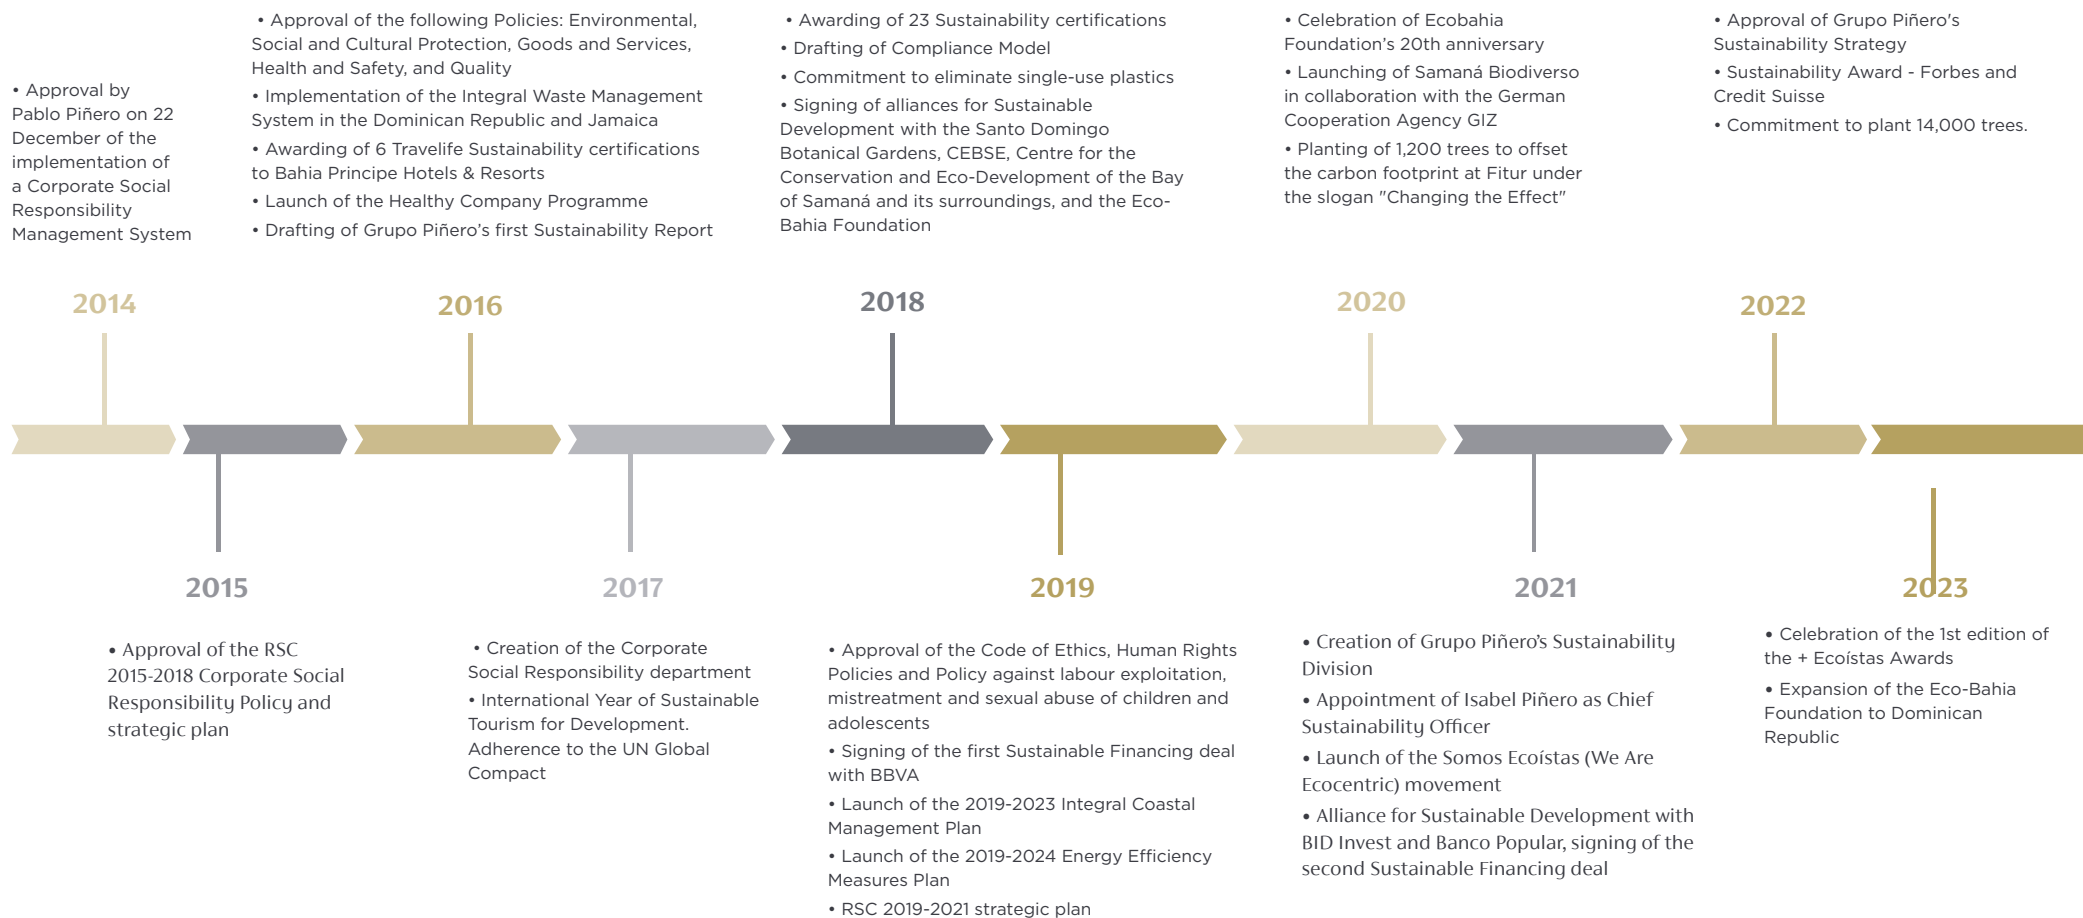 • Approval by
Pablo Piñero on 22
December of the
implementation of
a Corporate Social
Responsibility
Management System
2014
• Approval of the RSC
2015-2018 Corporate Social
Responsibility Policy and
strategic plan
2015
• Approval of the following Policies: Environmental,
Social and Cultural Protection, Goods and Services,
Health and Safety, and Quality
• Implementation of the Integral Waste Management
System in the Dominican Republic and Jamaica
• Awarding of 6 Travelife Sustainability certifications
to Bahia Principe Hotels & Resorts
• Launch of the Healthy Company Programme
• Drafting of Grupo Piñero’s first Sustainability Report
2016
2017
• Creation of the Corporate
Social Responsibility department
• International Year of Sustainable
Tourism for Development.
Adherence to the UN Global
Compact
• Awarding of 23 Sustainability certifications
• Drafting of Compliance Model
• Commitment to eliminate single-use plastics
• Signing of alliances for Sustainable
Development with the Santo Domingo
Botanical Gardens, CEBSE, Centre for the
Conservation and Eco-Development of the Bay
of Samaná and its surroundings, and the Eco-
Bahia Foundation
2018
2019
• Approval of the Code of Ethics, Human Rights
Policies and Policy against labour exploitation,
mistreatment and sexual abuse of children and
adolescents
• Signing of the first Sustainable Financing deal
with BBVA
• Launch of the 2019-2023 Integral Coastal
Management Plan
• Launch of the 2019-2024 Energy Efficiency
Measures Plan
• RSC 2019-2021 strategic plan
• Celebration of Ecobahia
Foundation’s 20th anniversary
• Launching of Samaná Biodiverso
in collaboration with the German
Cooperation Agency GIZ
• Planting of 1,200 trees to offset
the carbon footprint at Fitur under
the slogan "Changing the Effect"
2020
2021
• Creation of Grupo Piñero’s Sustainability
Division
• Appointment of Isabel Piñero as Chief
Sustainability Officer
• Launch of the Somos Ecoístas (We Are
Ecocentric) movement
• Alliance for Sustainable Development with
BID Invest and Banco Popular, signing of the
second Sustainable Financing deal
• Approval of Grupo Piñero's
Sustainability Strategy
• Sustainability Award - Forbes and
Credit Suisse
• Commitment to plant 14,000 trees.
2022
2023
• Celebration of the 1st edition of
the + Ecoístas Awards
• Expansion of the Eco-Bahia
Foundation to Dominican
Republic